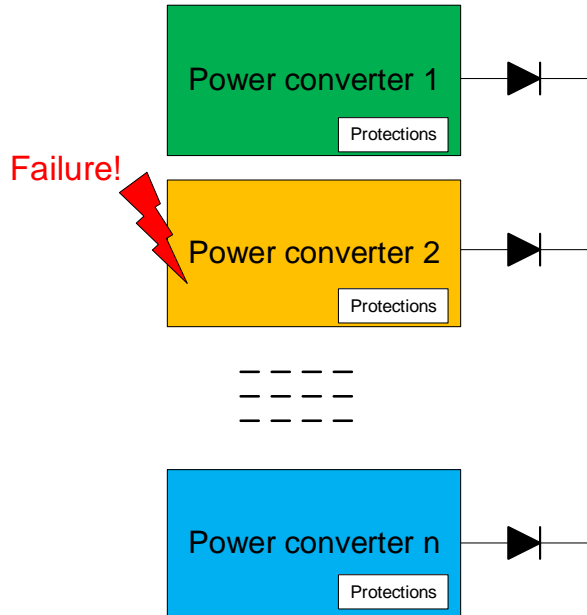 Power converter 1
Protections
Failure!
Power converter 2
Protections
Power converter n
Protections